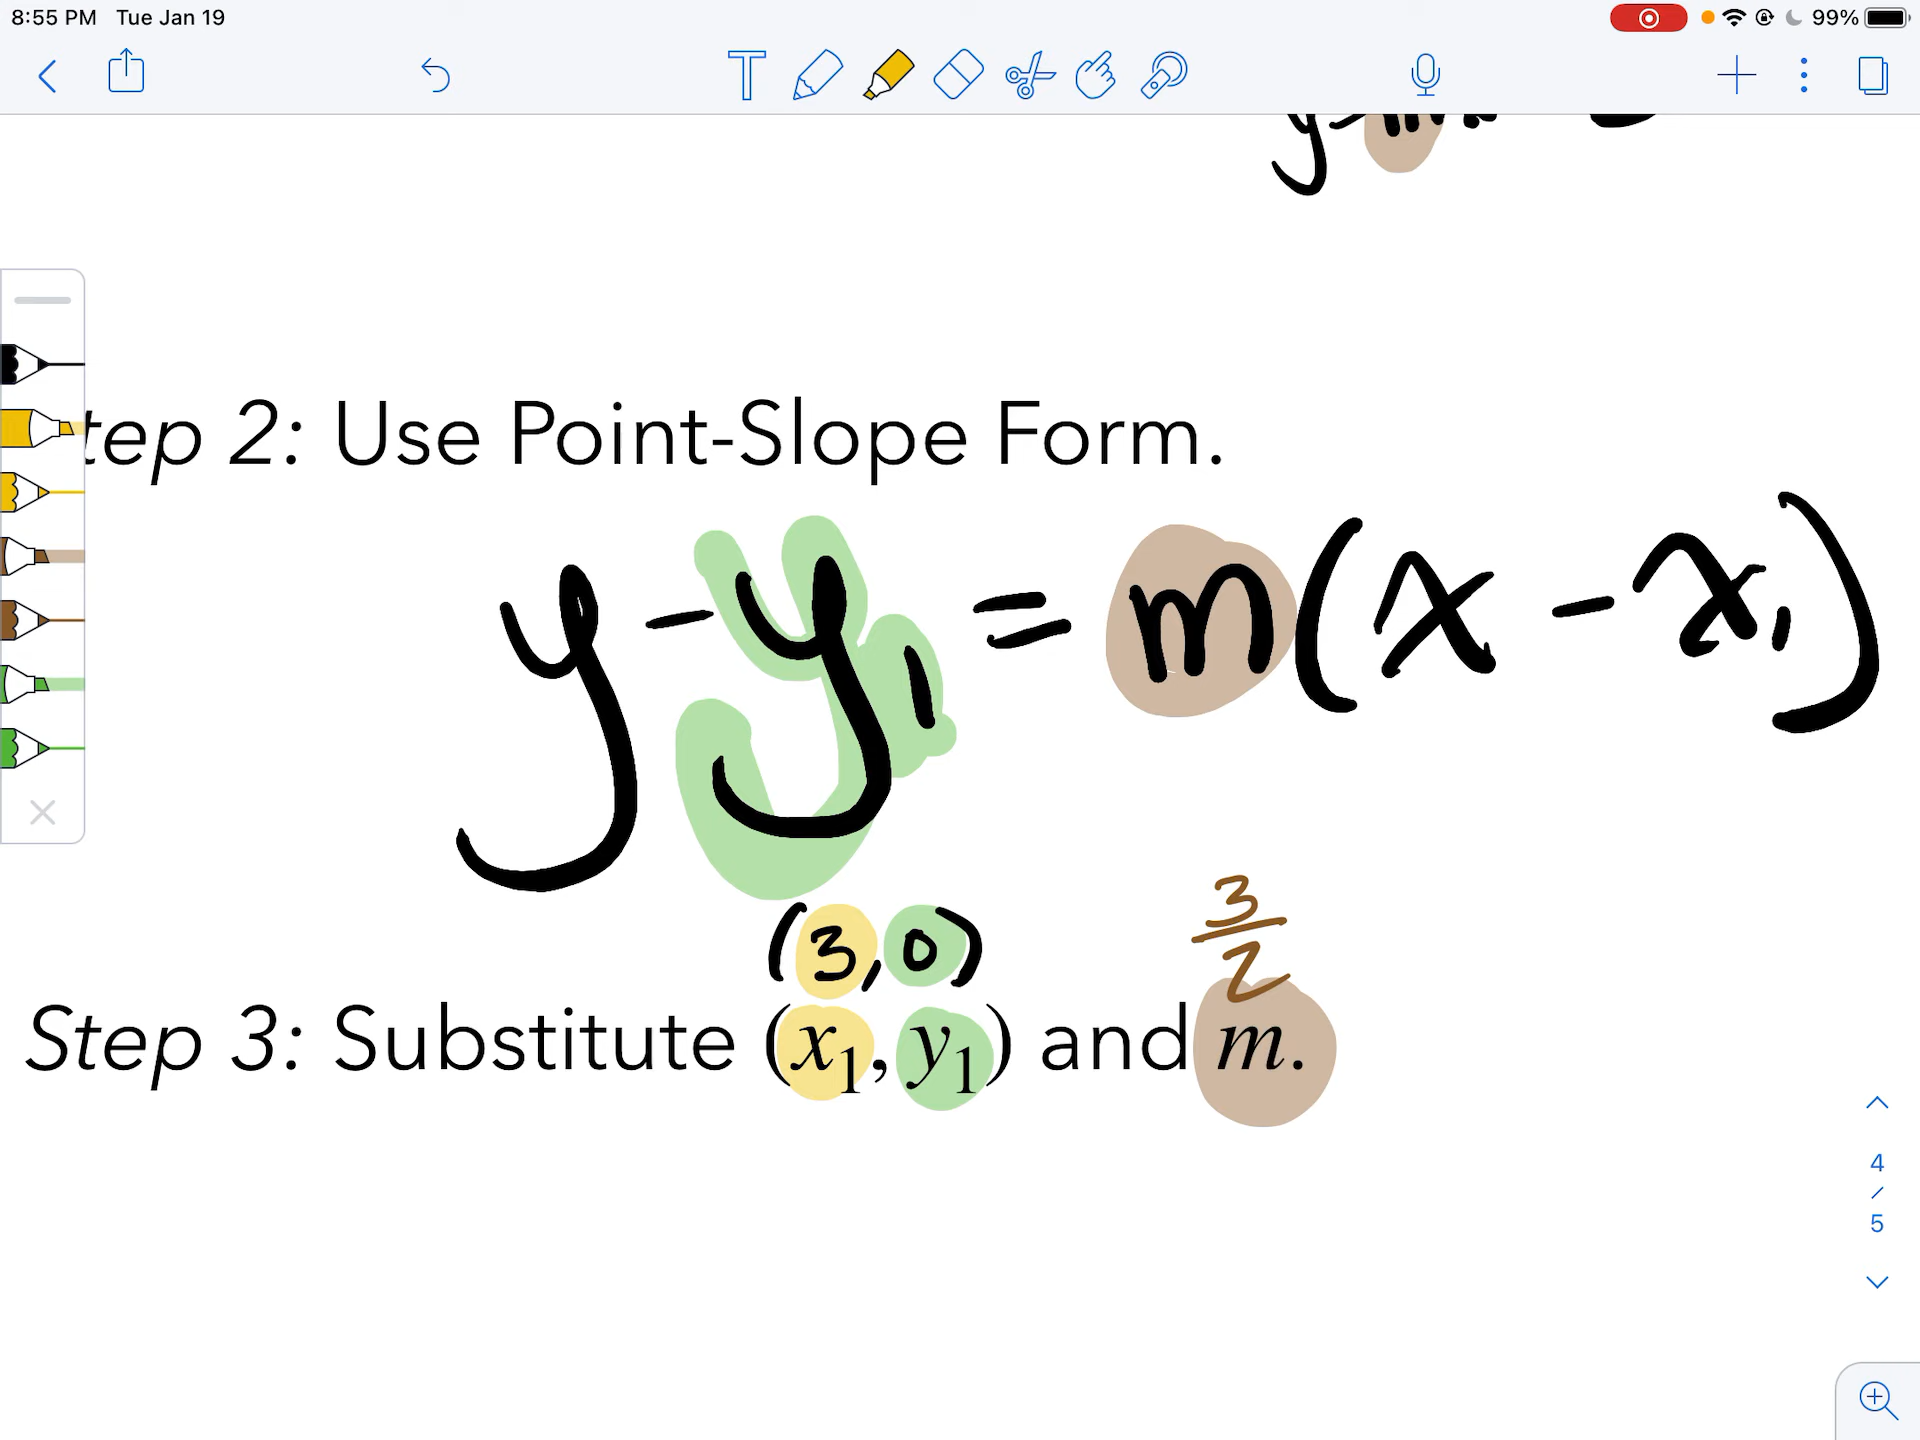 8:55 PM Tue Jan 19 99%
T
tep 2: Use Point-Slope Form.
y - y₁ = m(x - x₁)
(3, 0) 3/2
Step 3: Substitute (x₁, y₁) and m.
4
/
5